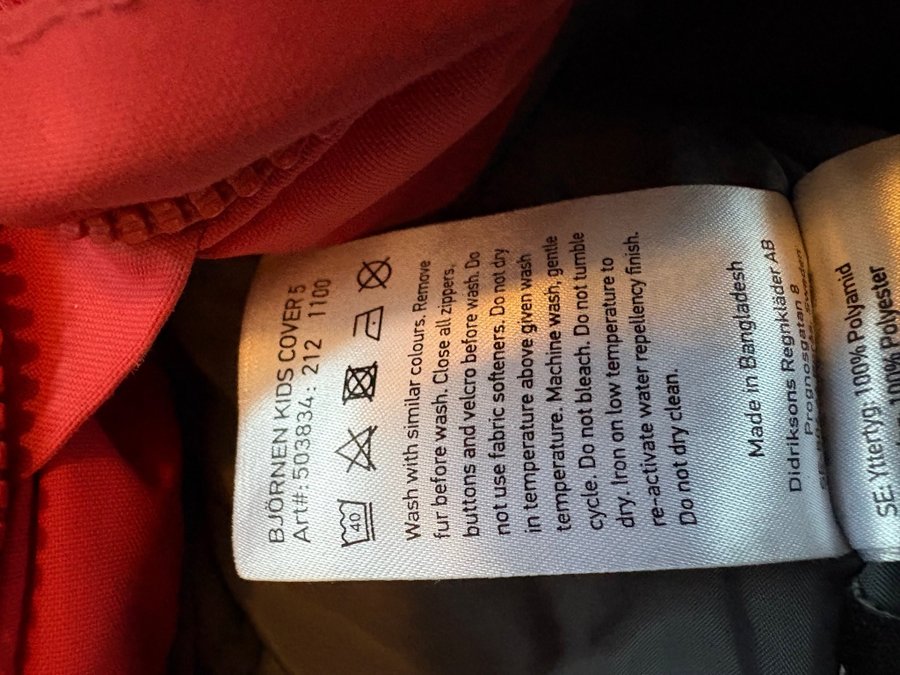 BJÖRNEN KIDS COVER 5
Art#: 503834: 212 1100
40
Wash with similar colours. Remove
fur before wash. Close all zippers,
buttons and velcro before wash. Do
not use fabric softeners. Do not dry
in temperature above given wash
temperature. Machine wash, gentle
cycle. Do not bleach. Do not tumble
dry. Iron on low temperature to
re-activate water repellency finish.
Do not dry clean.
Made in Bangladesh
Didriksons Regnkläder AB
Prognosgatan 8
SE: Yttertyg: 100% Polyamid
100% Polyester